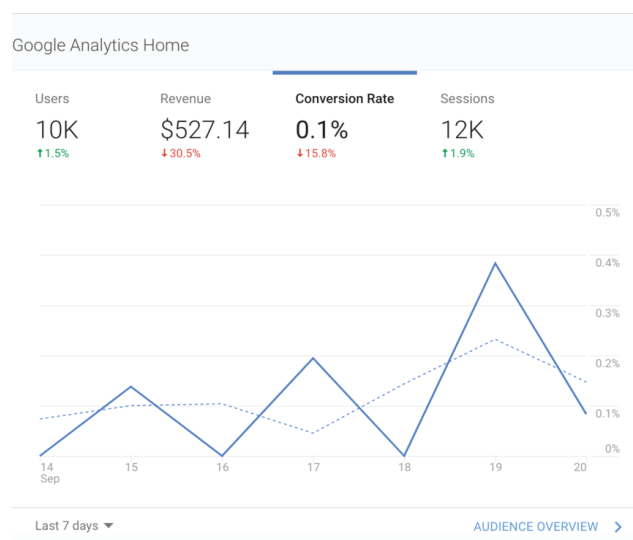 Google Analytics Home
Users Revenue Conversion Rate Sessions
10K $527.14 0.1% 12K
↑1.5% ↓30.5% ↓15.8% ↑1.9%
0.5%
0.4%
0.3%
0.2%
0.1%
0%
14 15 16 17 18 19 20
Sep
Last 7 days AUDIENCE OVERVIEW